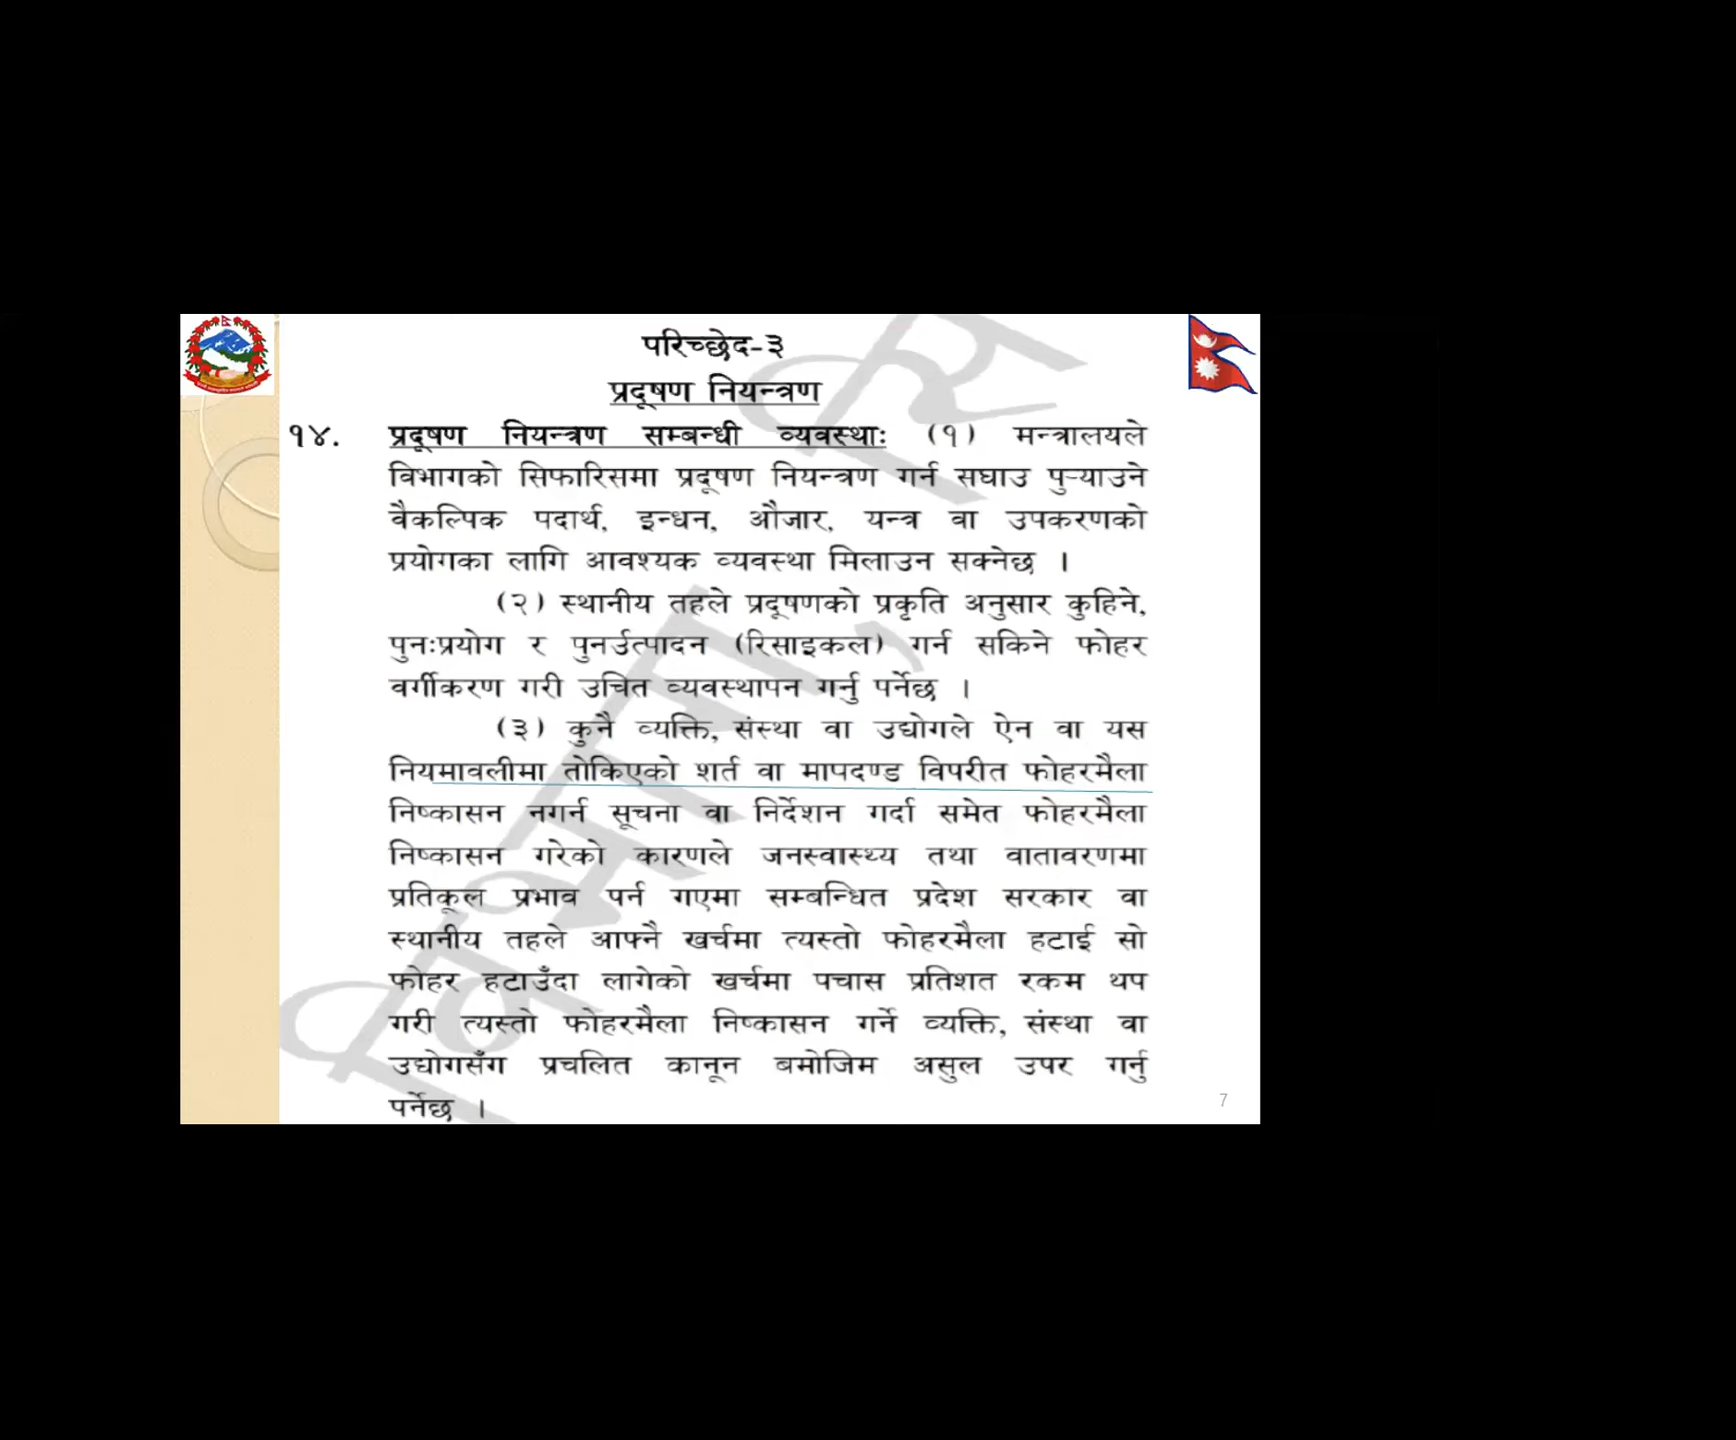 परिच्छेद-३
प्रदूषण नियन्त्रण
१४. प्रदूषण नियन्त्रण सम्बन्धी व्यवस्थाः (१) मन्त्रालयले
विभागको सिफारिसमा प्रदूषण नियन्त्रण गर्न सघाउ पुऱ्याउने
वैकल्पिक पदार्थ, इन्धन, औजार, यन्त्र वा उपकरणको
प्रयोगका लागि आवश्यक व्यवस्था मिलाउन सक्नेछ ।
(२) स्थानीय तहले प्रदूषणको प्रकृति अनुसार कुहिने,
पुनःप्रयोग र पुनर्उत्पादन (रिसाइकल) गर्न सकिने फोहर
वर्गीकरण गरी उचित व्यवस्थापन गर्नु पर्नेछ ।
(३) कुनै व्यक्ति, संस्था वा उद्योगले ऐन वा यस
नियमावलीमा तोकिएको शर्त वा मापदण्ड विपरीत फोहरमैला
निष्कासन नगर्न सूचना वा निर्देशन गर्दा समेत फोहरमैला
निष्कासन गरेको कारणले जनस्वास्थ्य तथा वातावरणमा
प्रतिकूल प्रभाव पर्न गएमा सम्बन्धित प्रदेश सरकार वा
स्थानीय तहले आफ्नै खर्चमा त्यस्तो फोहरमैला हटाई सो
फोहर हटाउँदा लागेको खर्चमा पचास प्रतिशत रकम थप
गरी त्यस्तो फोहरमैला निष्कासन गर्ने व्यक्ति, संस्था वा
उद्योगसँग प्रचलित कानून बमोजिम असुल उपर गर्नु
पर्नेछ ।
7